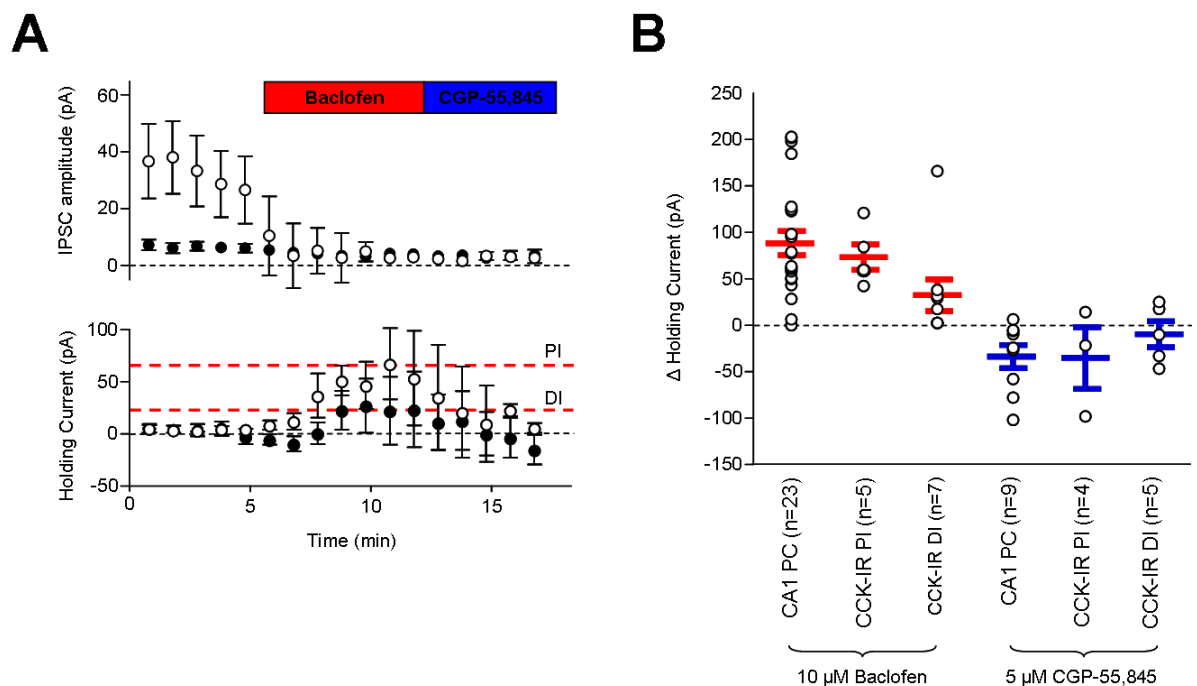 A
60
40
20
0
IPSC amplitude (pA)
Baclofen
CGP-55,845
100
50
0
-50
Holding Current (pA)
PI
DI
0
5
10
15
Time (min)
B
250
200
150
100
50
0
-50
-100
-150
Δ Holding Current (pA)
CA1 PC (n=23)
CCK-IR PI (n=5)
CCK-IR DI (n=7)
CA1 PC (n=9)
CCK-IR PI (n=4)
CCK-IR DI (n=5)
10 µM Baclofen
5 µM CGP-55,845